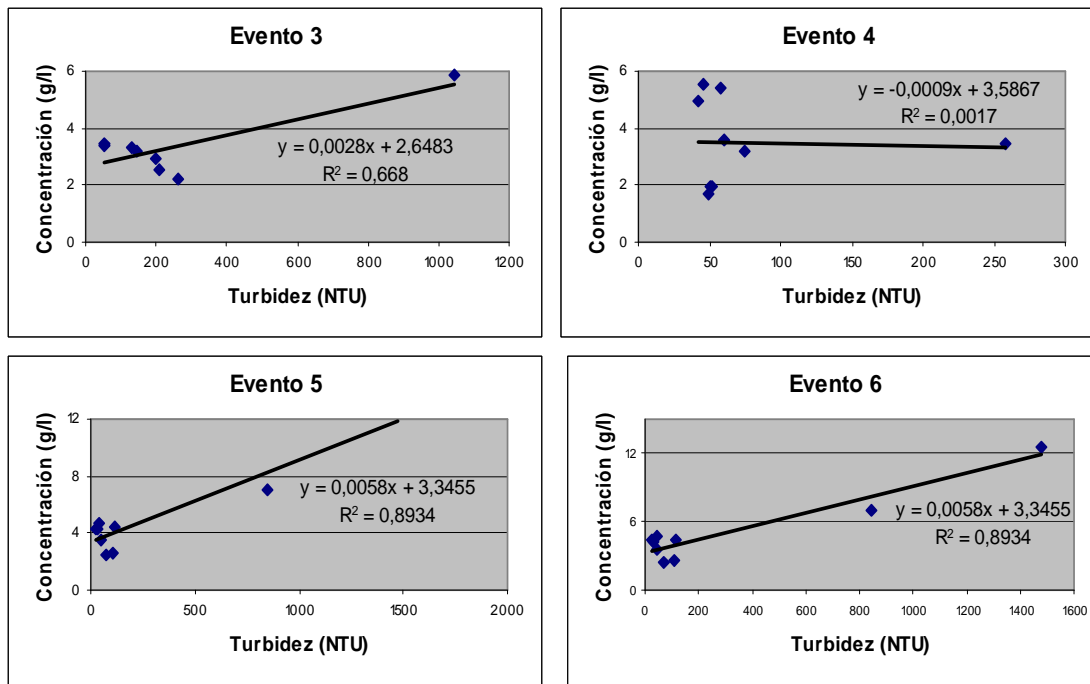 Evento 3
Concentración (g/l)
6
4
2
0
y = 0,0028x + 2,6483
R² = 0,668
0 200 400 600 800 1000 1200
Turbidez (NTU)
Evento 4
Concentración (g/l)
6
4
2
0
y = -0,0009x + 3,5867
R² = 0,0017
0 50 100 150 200 250 300
Turbidez (NTU)
Evento 5
Concentración (g/l)
12
8
4
0
y = 0,0058x + 3,3455
R² = 0,8934
0 500 1000 1500 2000
Turbidez (NTU)
Evento 6
Concentración (g/l)
12
6
0
y = 0,0058x + 3,3455
R² = 0,8934
0 200 400 600 800 1000 1200 1400 1600
Turbidez (NTU)